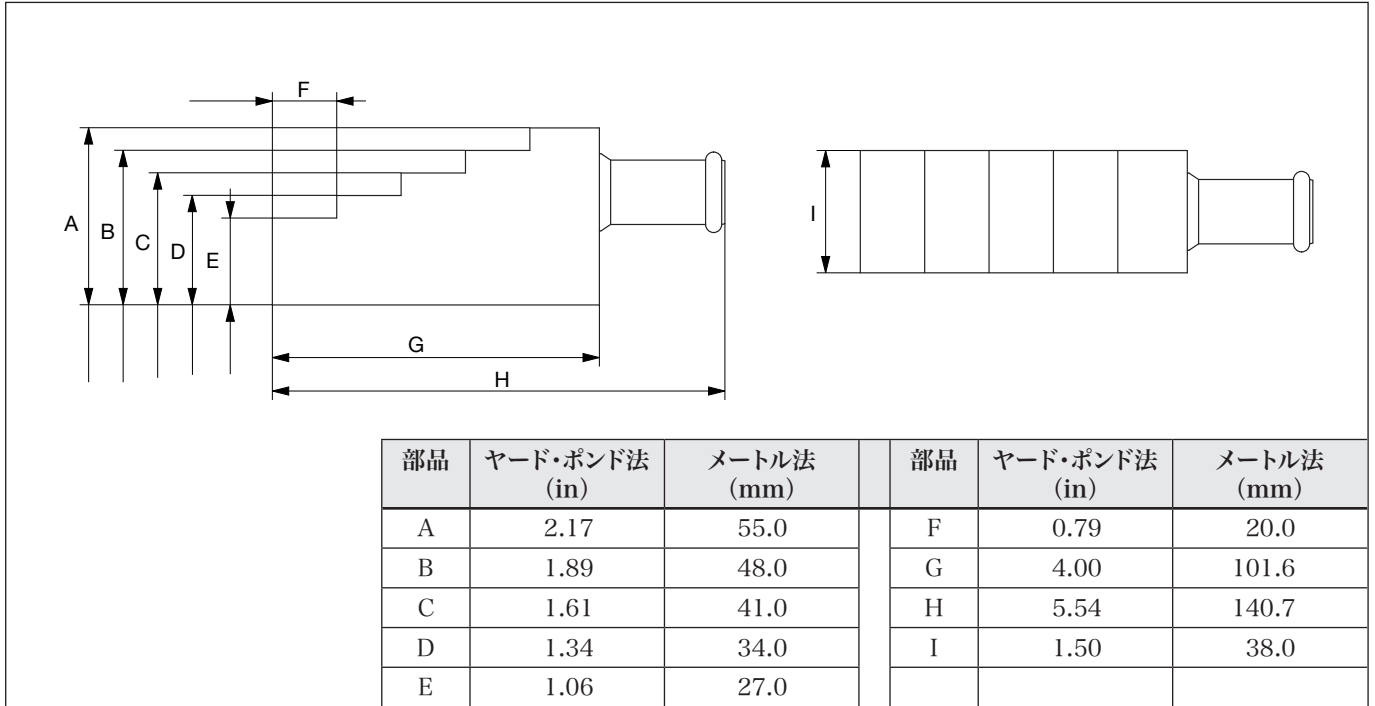 F
A
B
C
D
E
I
G
H
部品 ヤード・ポンド法 (in) メートル法 (mm) 部品 ヤード・ポンド法 (in) メートル法 (mm)
A 2.17 55.0 F 0.79 20.0
B 1.89 48.0 G 4.00 101.6
C 1.61 41.0 H 5.54 140.7
D 1.34 34.0 I 1.50 38.0
E 1.06 27.0